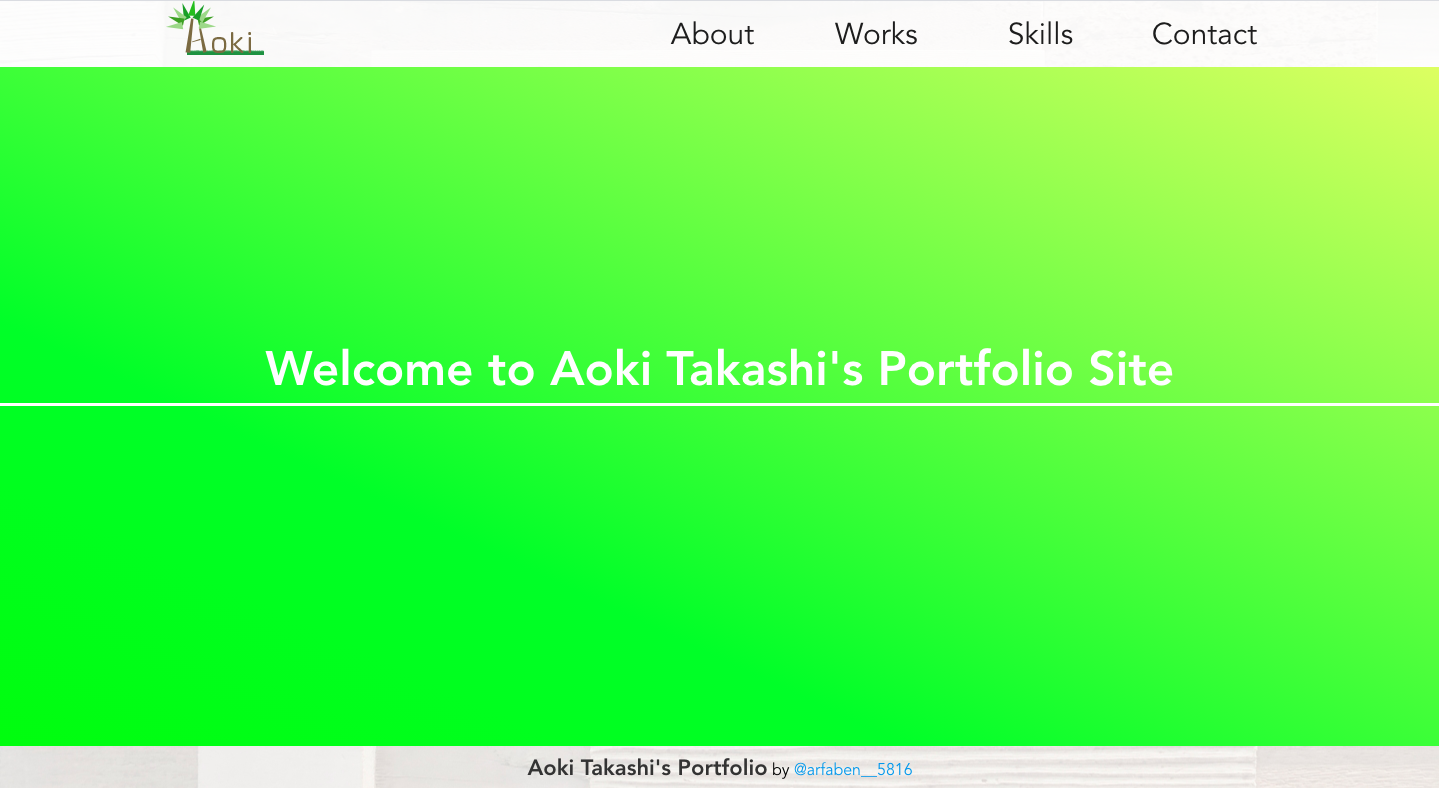 Aoki
About Works Skills Contact
Welcome to Aoki Takashi's Portfolio Site
Aoki Takashi's Portfolio by @arfaben__5816